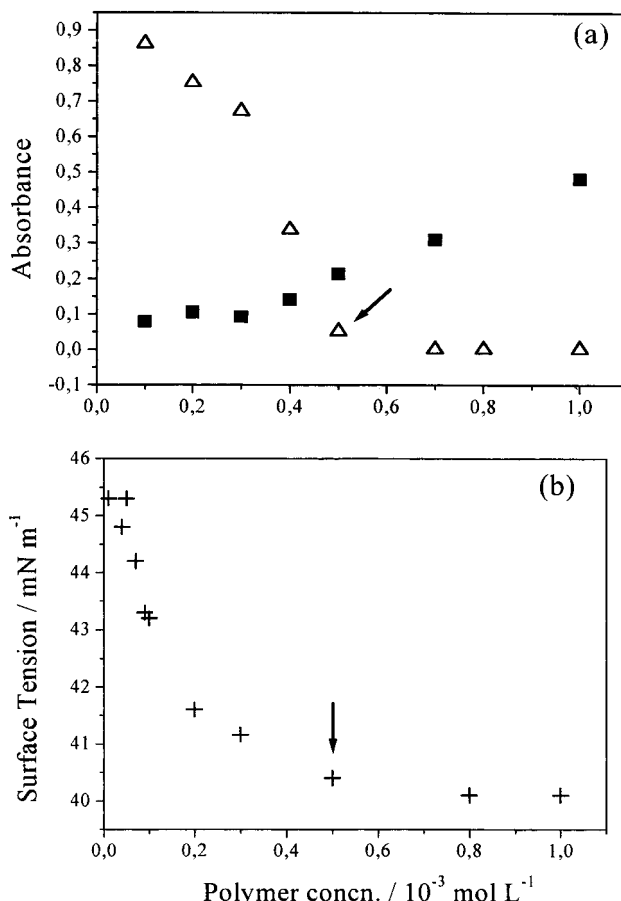 (a)
Absorbance
0,9
0,8
0,7
0,6
0,5
0,4
0,3
0,2
0,1
0,0
-0,1
0,0 0,2 0,4 0,6 0,8 1,0
(b)
Surface Tension / mN m⁻¹
46
45
44
43
42
41
40
0,0 0,2 0,4 0,6 0,8 1,0
Polymer concn. / 10⁻³ mol L⁻¹